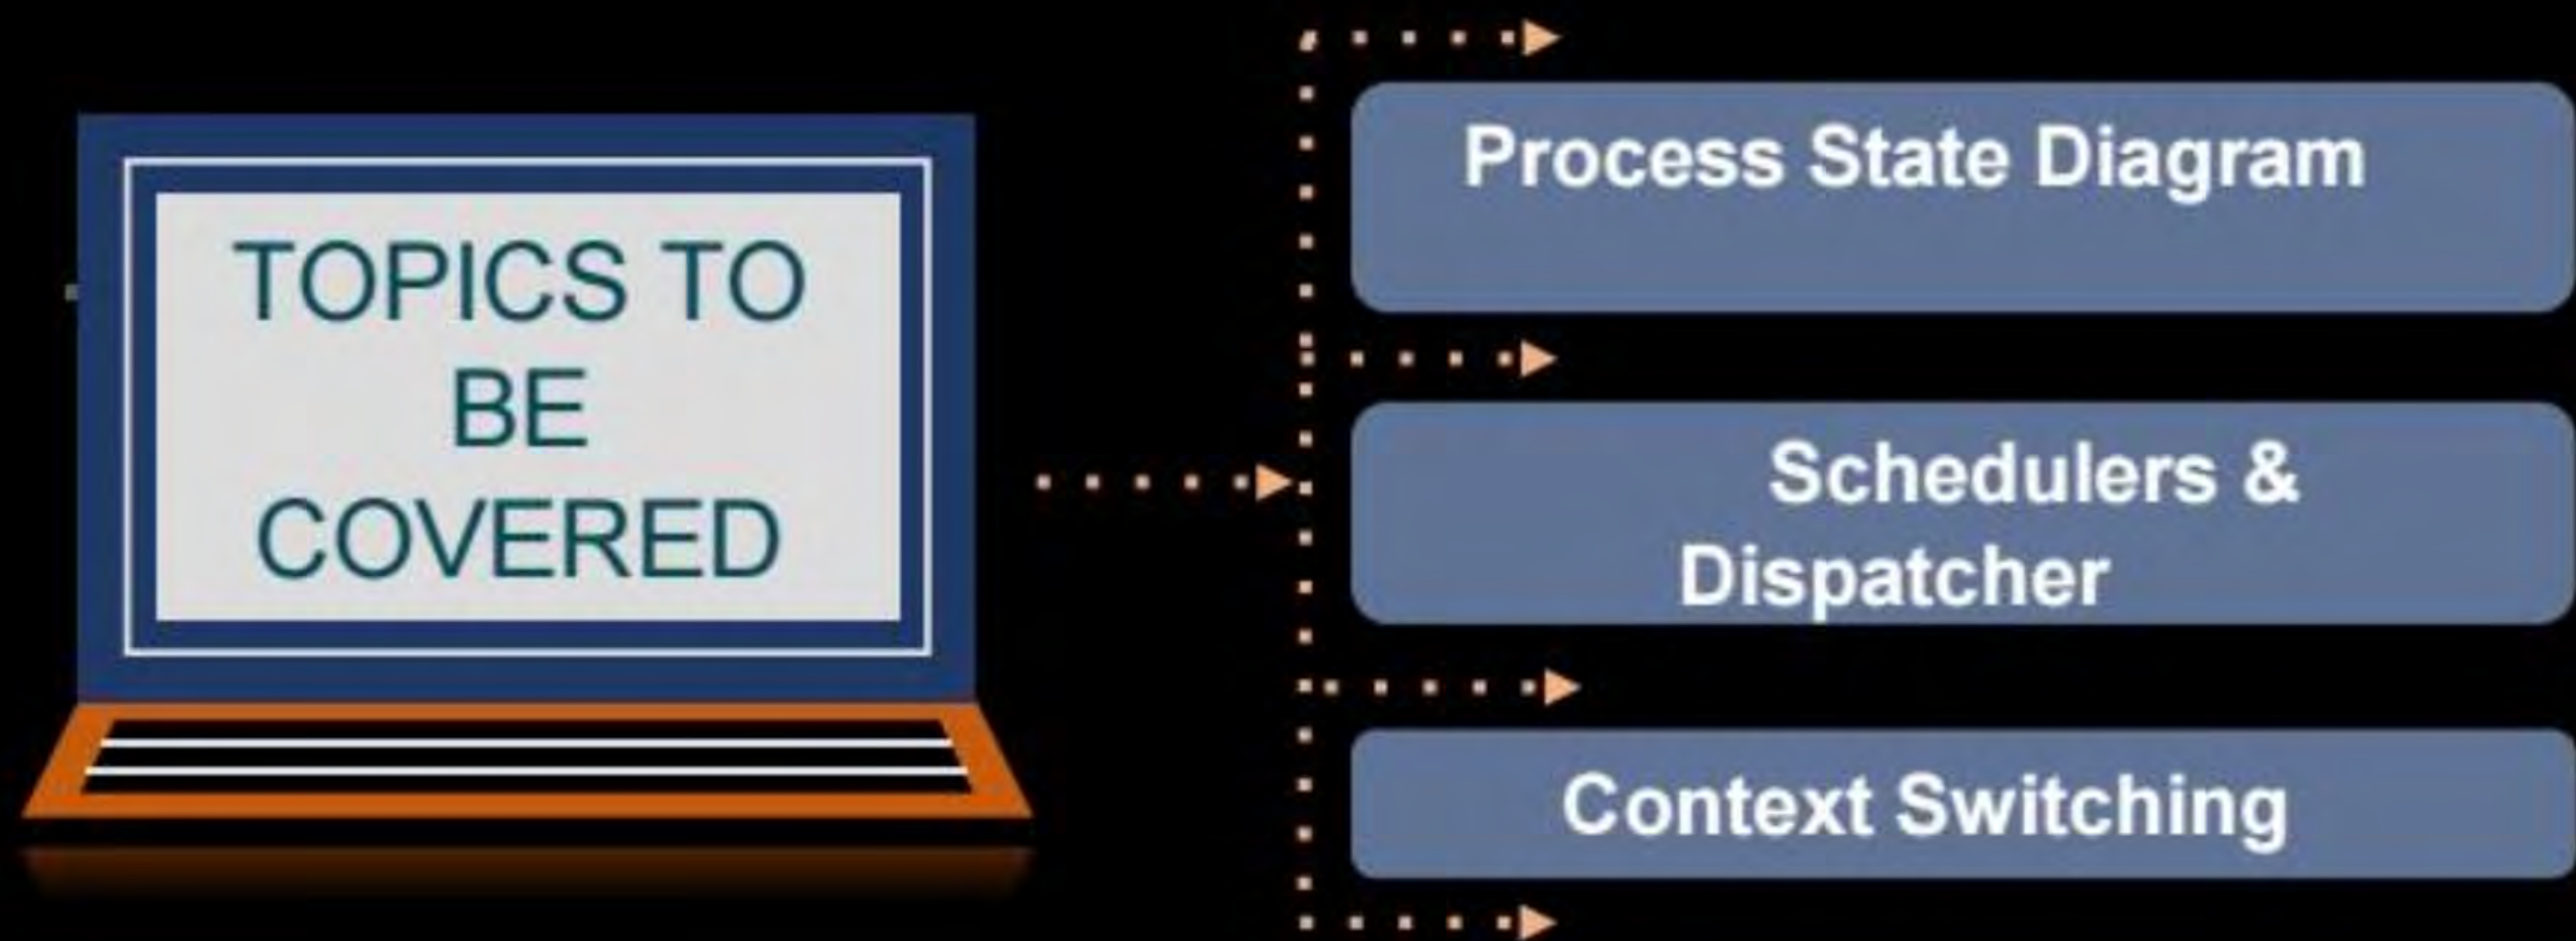 TOPICS TO
BE
COVERED
Process State Diagram
Schedulers &
Dispatcher
Context Switching